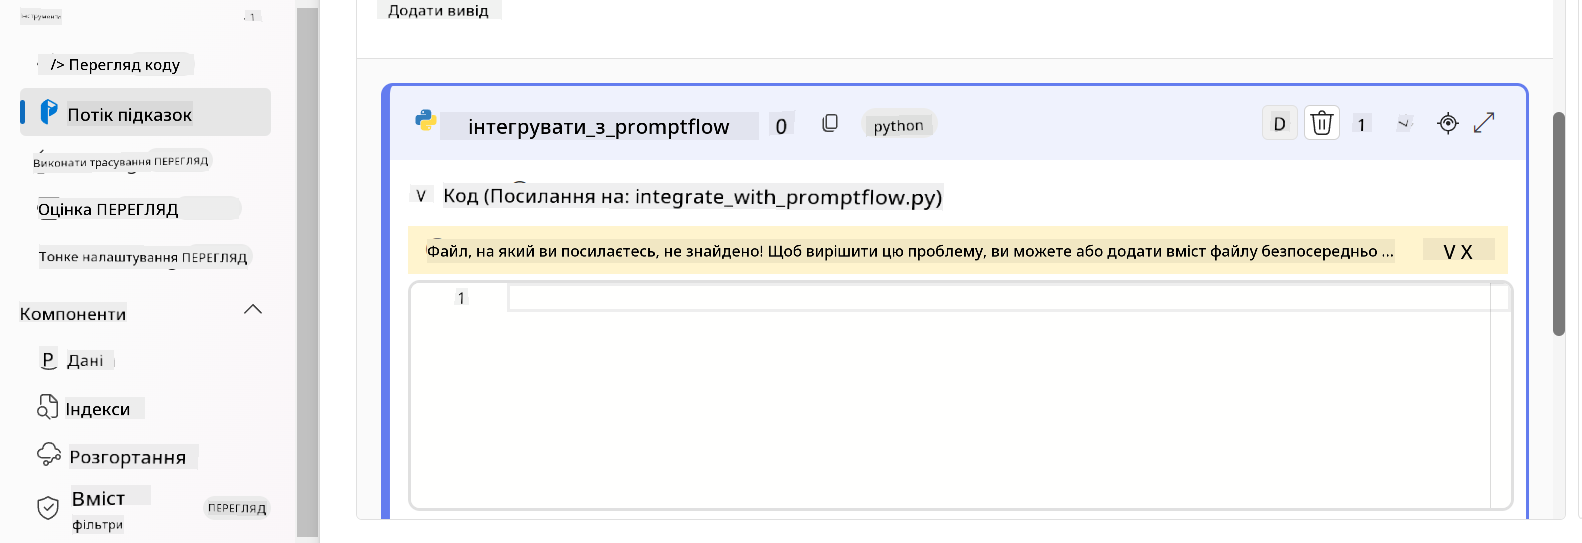 Інструменти
1
/> Перегляд коду
Потік підказок
Виконати трасування ПЕРЕГЛЯД
Оцінка ПЕРЕГЛЯД
Тонке налаштування ПЕРЕГЛЯД
Компоненти
P Дані
Індекси
Розгортання
Вміст
фільтри
ПЕРЕГЛЯД
Додати вивід
інтегрувати_з_promptflow 0 python D 1
V Код (Посилання на: integrate_with_promptflow.py)
Файл, на який ви посилаєтесь, не знайдено! Щоб вирішити цю проблему, ви можете або додати вміст файлу безпосередньо ... V X
1